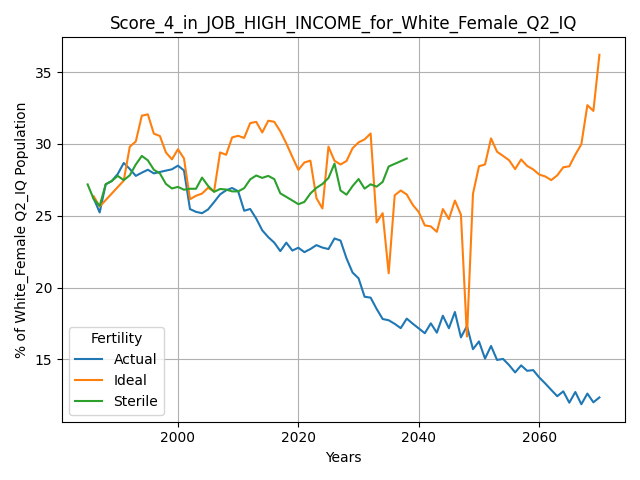 Score_4_in_JOB_HIGH_INCOME_for_White_Female_Q2_IQ
% of White_Female Q2_IQ Population
35
30
25
20
15
Fertility
Actual
Ideal
Sterile
2000
2020
2040
2060
Years